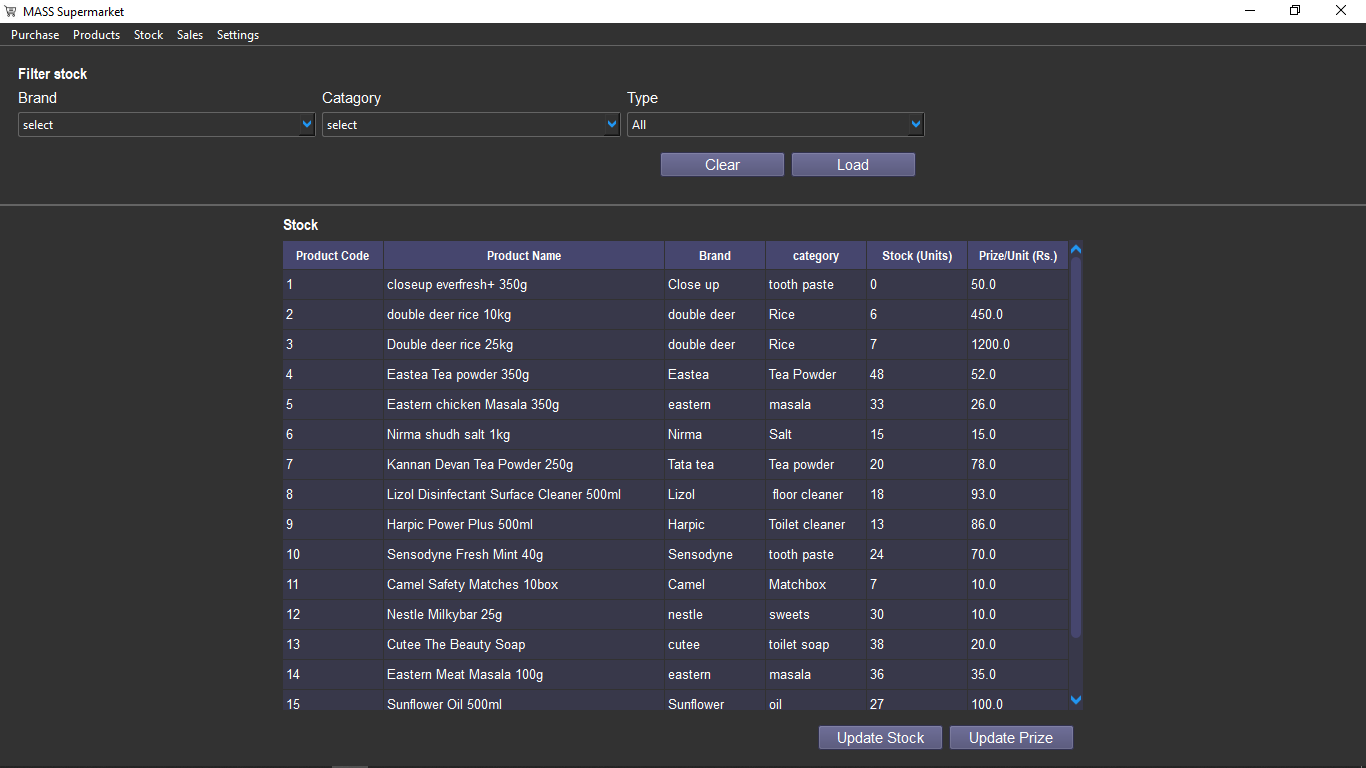 MASS Supermarket
Purchase Products Stock Sales Settings
Filter stock
Brand Catagory Type
select select All
Clear Load
Stock
Product Code Product Name Brand category Stock (Units) Prize/Unit (Rs.)
1 closeup everfresh+ 350g Close up tooth paste 0 50.0
2 double deer rice 10kg double deer Rice 6 450.0
3 Double deer rice 25kg double deer Rice 7 1200.0
4 Eastea Tea powder 350g Eastea Tea Powder 48 52.0
5 Eastern chicken Masala 350g eastern masala 33 26.0
6 Nirma shudh salt 1kg Nirma Salt 15 15.0
7 Kannan Devan Tea Powder 250g Tata tea Tea powder 20 78.0
8 Lizol Disinfectant Surface Cleaner 500ml Lizol floor cleaner 18 93.0
9 Harpic Power Plus 500ml Harpic Toilet cleaner 13 86.0
10 Sensodyne Fresh Mint 40g Sensodyne tooth paste 24 70.0
11 Camel Safety Matches 10box Camel Matchbox 7 10.0
12 Nestle Milkybar 25g nestle sweets 30 10.0
13 Cutee The Beauty Soap cutee toilet soap 38 20.0
14 Eastern Meat Masala 100g eastern masala 36 35.0
15 Sunflower Oil 500ml Sunflower oil 27 100.0
Update Stock Update Prize